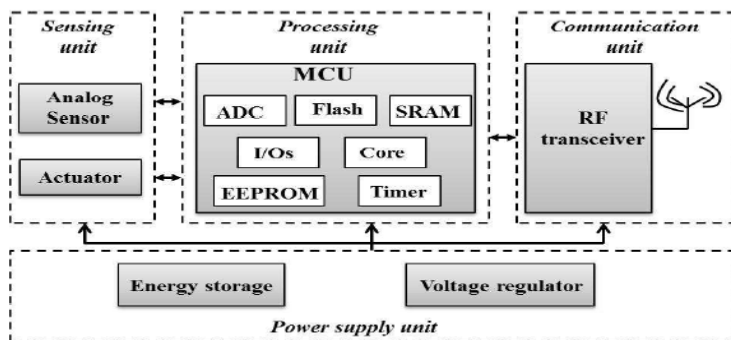 Sensing
unit
Analog
Sensor
Actuator
Processing
unit
MCU
ADC
Flash
SRAM
I/Os
Core
EEPROM
Timer
Communication
unit
RF
transceiver
Energy storage
Voltage regulator
Power supply unit